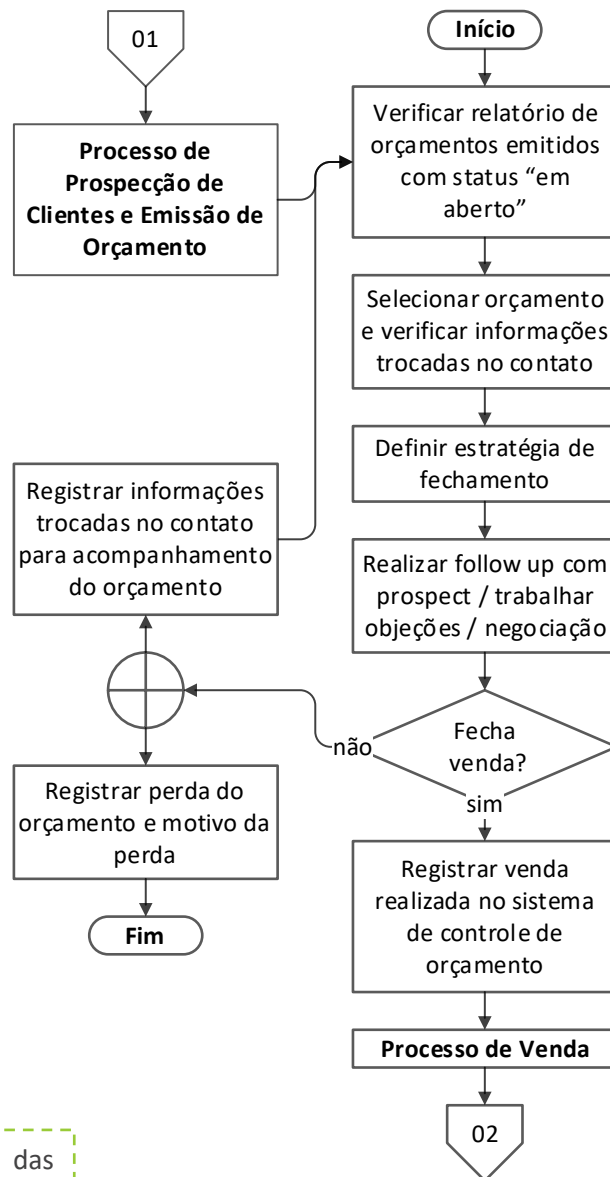 01
Processo de
Prospecção de
Clientes e Emissão de
Orçamento
Início
Verificar relatório de
orçamentos emitidos
com status “em
aberto”
Selecionar orçamento
e verificar informações
trocadas no contato
Definir estratégia de
fechamento
Realizar follow up com
prospect / trabalhar
objeções / negociação
Fecha
venda?
não
sim
Registrar informações
trocadas no contato
para acompanhamento
do orçamento
Registrar perda do
orçamento e motivo da
perda
Fim
Registrar venda
realizada no sistema
de controle de
orçamento
Processo de Venda
02
das